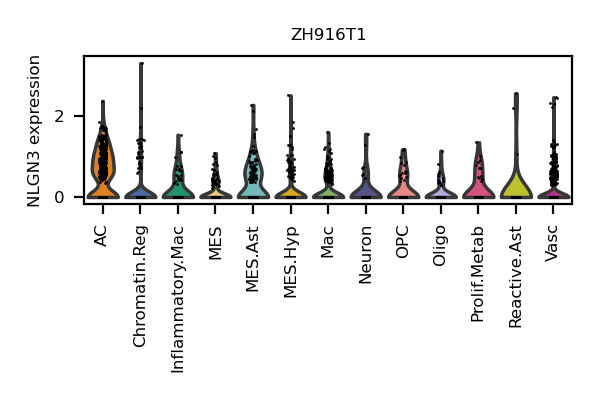 ZH916T1
NLGN3 expression
2
0
AC
Chromatin.Reg
Inflammatory.Mac
MES
MES.Ast
MES.Hyp
Mac
Neuron
OPC
Oligo
Prolif.Metab
Reactive.Ast
Vasc